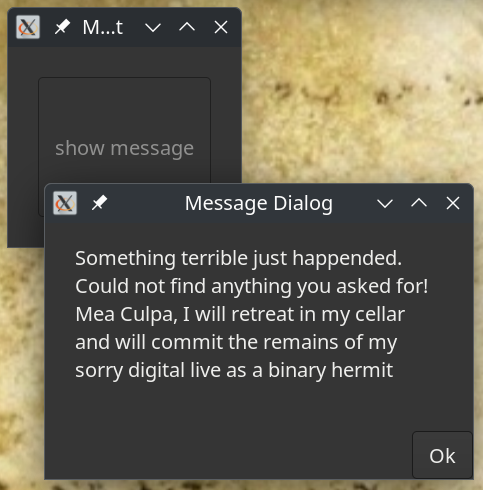 M...t
show message
Message Dialog
Something terrible just happended.
Could not find anything you asked for!
Mea Culpa, I will retreat in my cellar
and will commit the remains of my
sorry digital live as a binary hermit
Ok